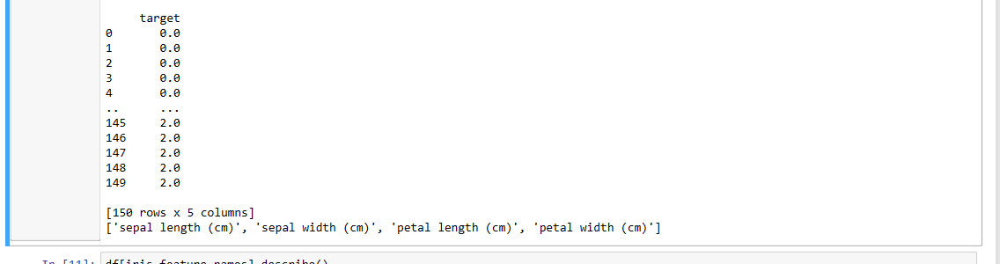 target
0 0.0
1 0.0
2 0.0
3 0.0
4 0.0
.. ...
145 2.0
146 2.0
147 2.0
148 2.0
149 2.0
[150 rows x 5 columns]
['sepal length (cm)', 'sepal width (cm)', 'petal length (cm)', 'petal width (cm)']
In [11]: df[iris.feature_names].describe()